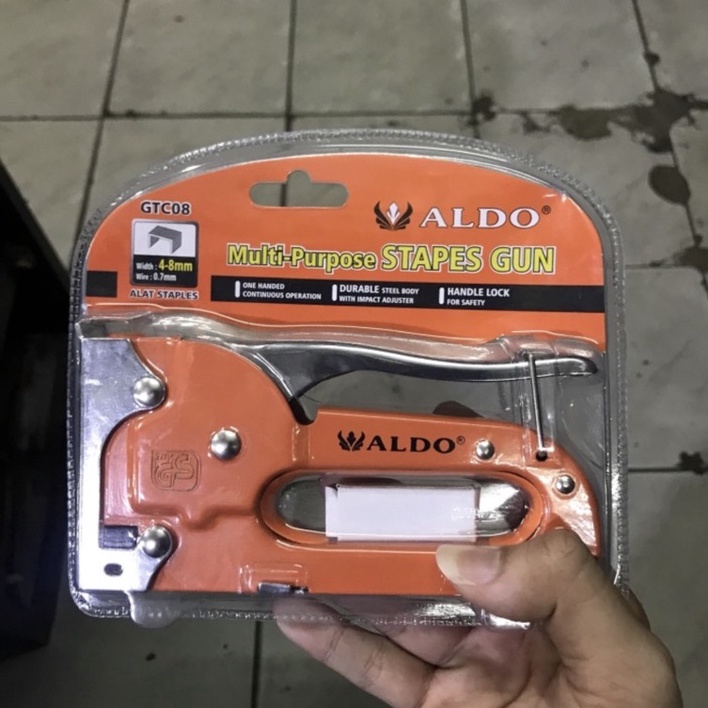 GTC08
Width : 4-8mm
Wire : 0.7mm
ALAT STAPLES
ALDO®
Multi-Purpose STAPES GUN
ONE HANDED
CONTINUOUS OPERATION
DURABLE STEEL BODY
WITH IMPACT ADJUSTER
HANDLE LOCK
FOR SAFETY
ALDO®